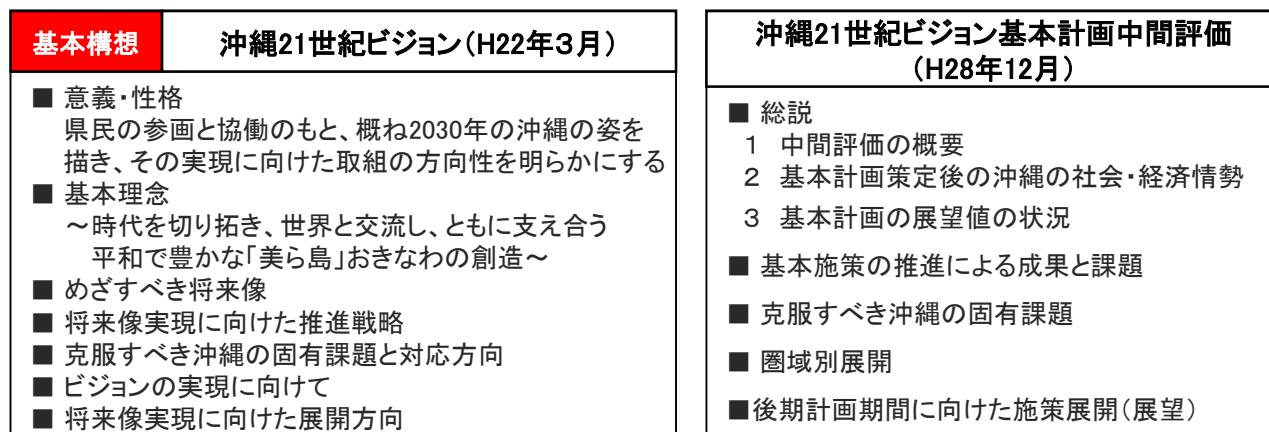 基本構想
沖縄21世紀ビジョン(H22年3月)
■ 意義・性格
県民の参画と協働のもと、概ね2030年の沖縄の姿を
描き、その実現に向けた取組の方向性を明らかにする
■ 基本理念
～時代を切り拓き、世界と交流し、ともに支え合う
平和で豊かな「美ら島」おきなわの創造～
■ めざすべき将来像
■ 将来像実現に向けた推進戦略
■ 克服すべき沖縄の固有課題と対応方向
■ ビジョンの実現に向けて
■ 将来像実現に向けた展開方向
沖縄21世紀ビジョン基本計画中間評価
(H28年12月)
■ 総説
1 中間評価の概要
2 基本計画策定後の沖縄の社会・経済情勢
3 基本計画の展望値の状況
■ 基本施策の推進による成果と課題
■ 克服すべき沖縄の固有課題
■ 圏域別展開
■後期計画期間に向けた施策展開(展望)